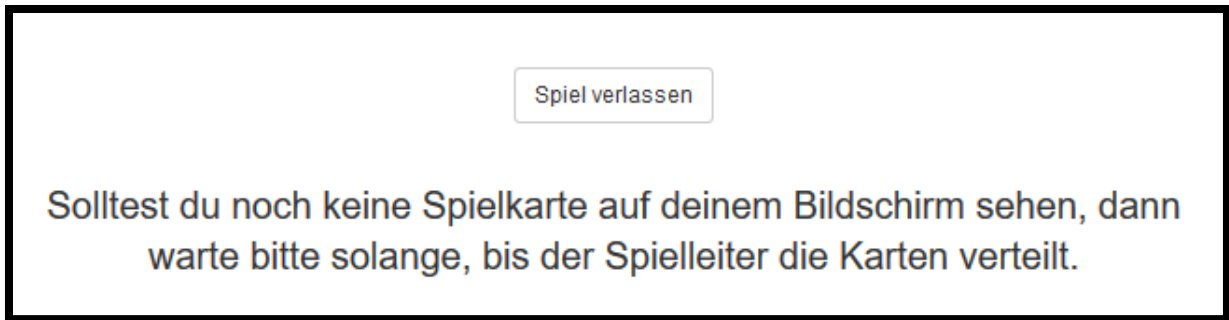 Spiel verlassen
Solltest du noch keine Spielkarte auf deinem Bildschirm sehen, dann
warte bitte solange, bis der Spielleiter die Karten verteilt.